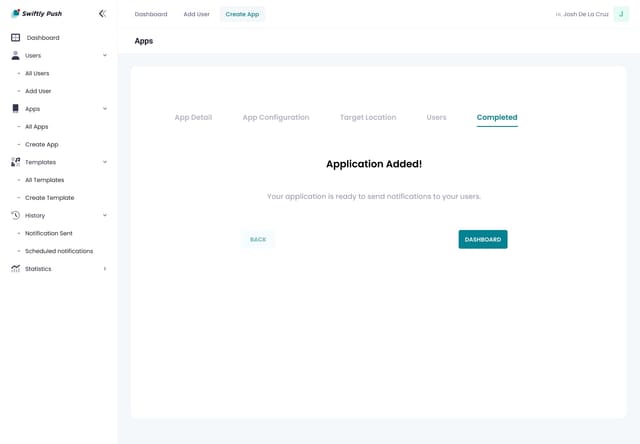 Swiftly Push
Dashboard
Users
All Users
Add User
Apps
All Apps
Create App
Templates
All Templates
Create Template
History
Notification Sent
Scheduled notifications
Statistics
Dashboard Add User Create App
Hi, Josh De La Cruz J
Apps
App Detail App Configuration Target Location Users Completed
Application Added!
Your application is ready to send notifications to your users.
BACK DASHBOARD